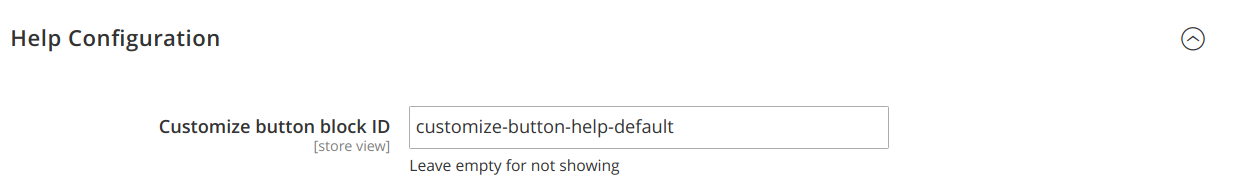 Help Configuration
Customize button block ID
customize-button-help-default
[store view]
Leave empty for not showing